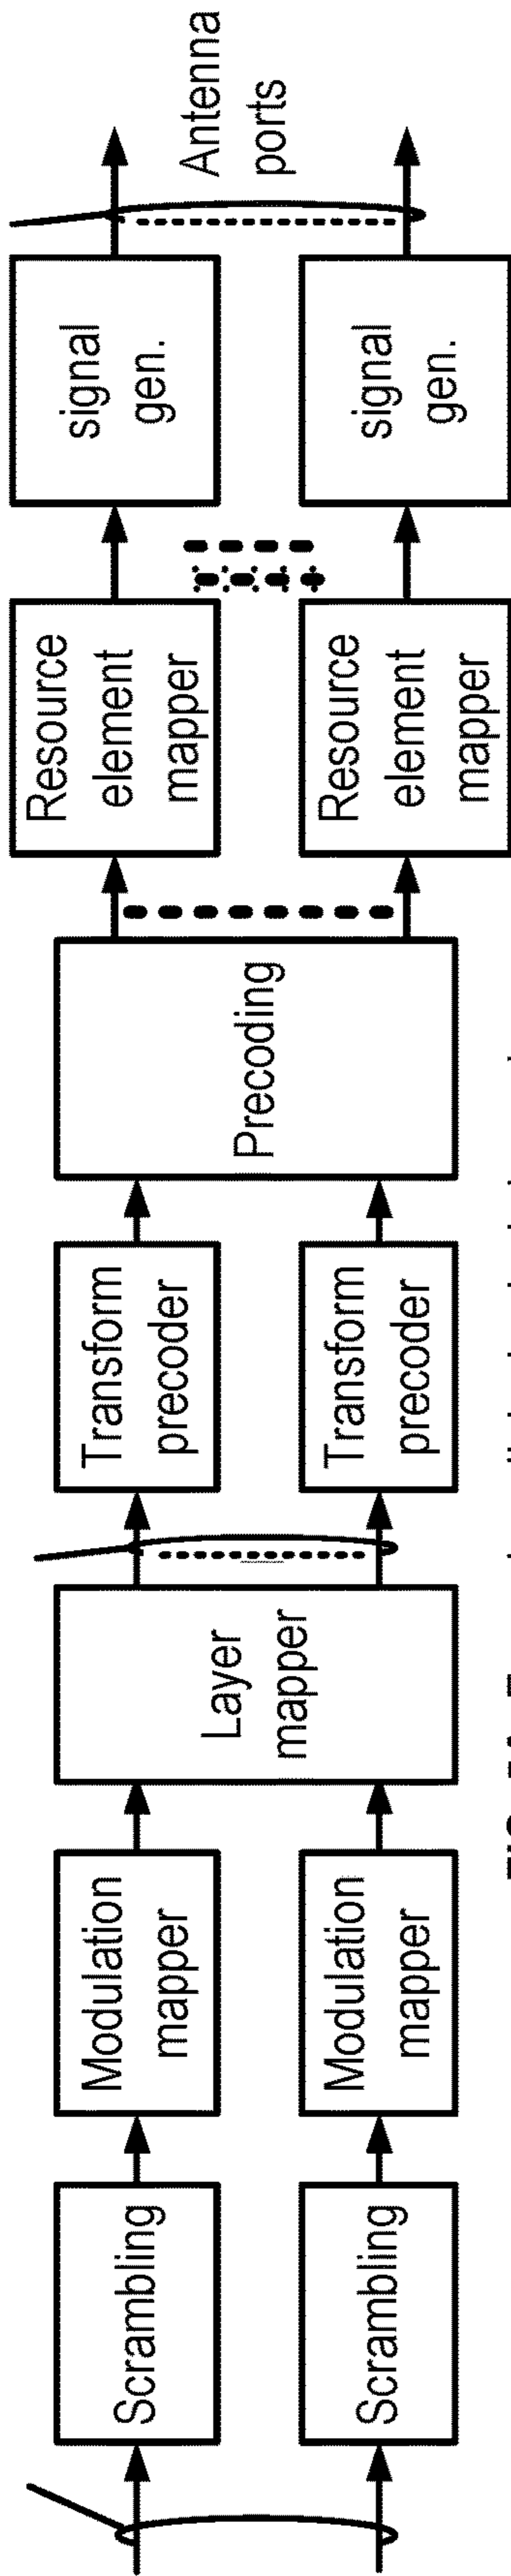 Scrambling
Scrambling
Modulation
mapper
Modulation
mapper
Layer
mapper
Transform
precoder
Transform
precoder
Precoding
Resource
element
mapper
Resource
element
mapper
signal
gen.
signal
gen.
Antenna
ports